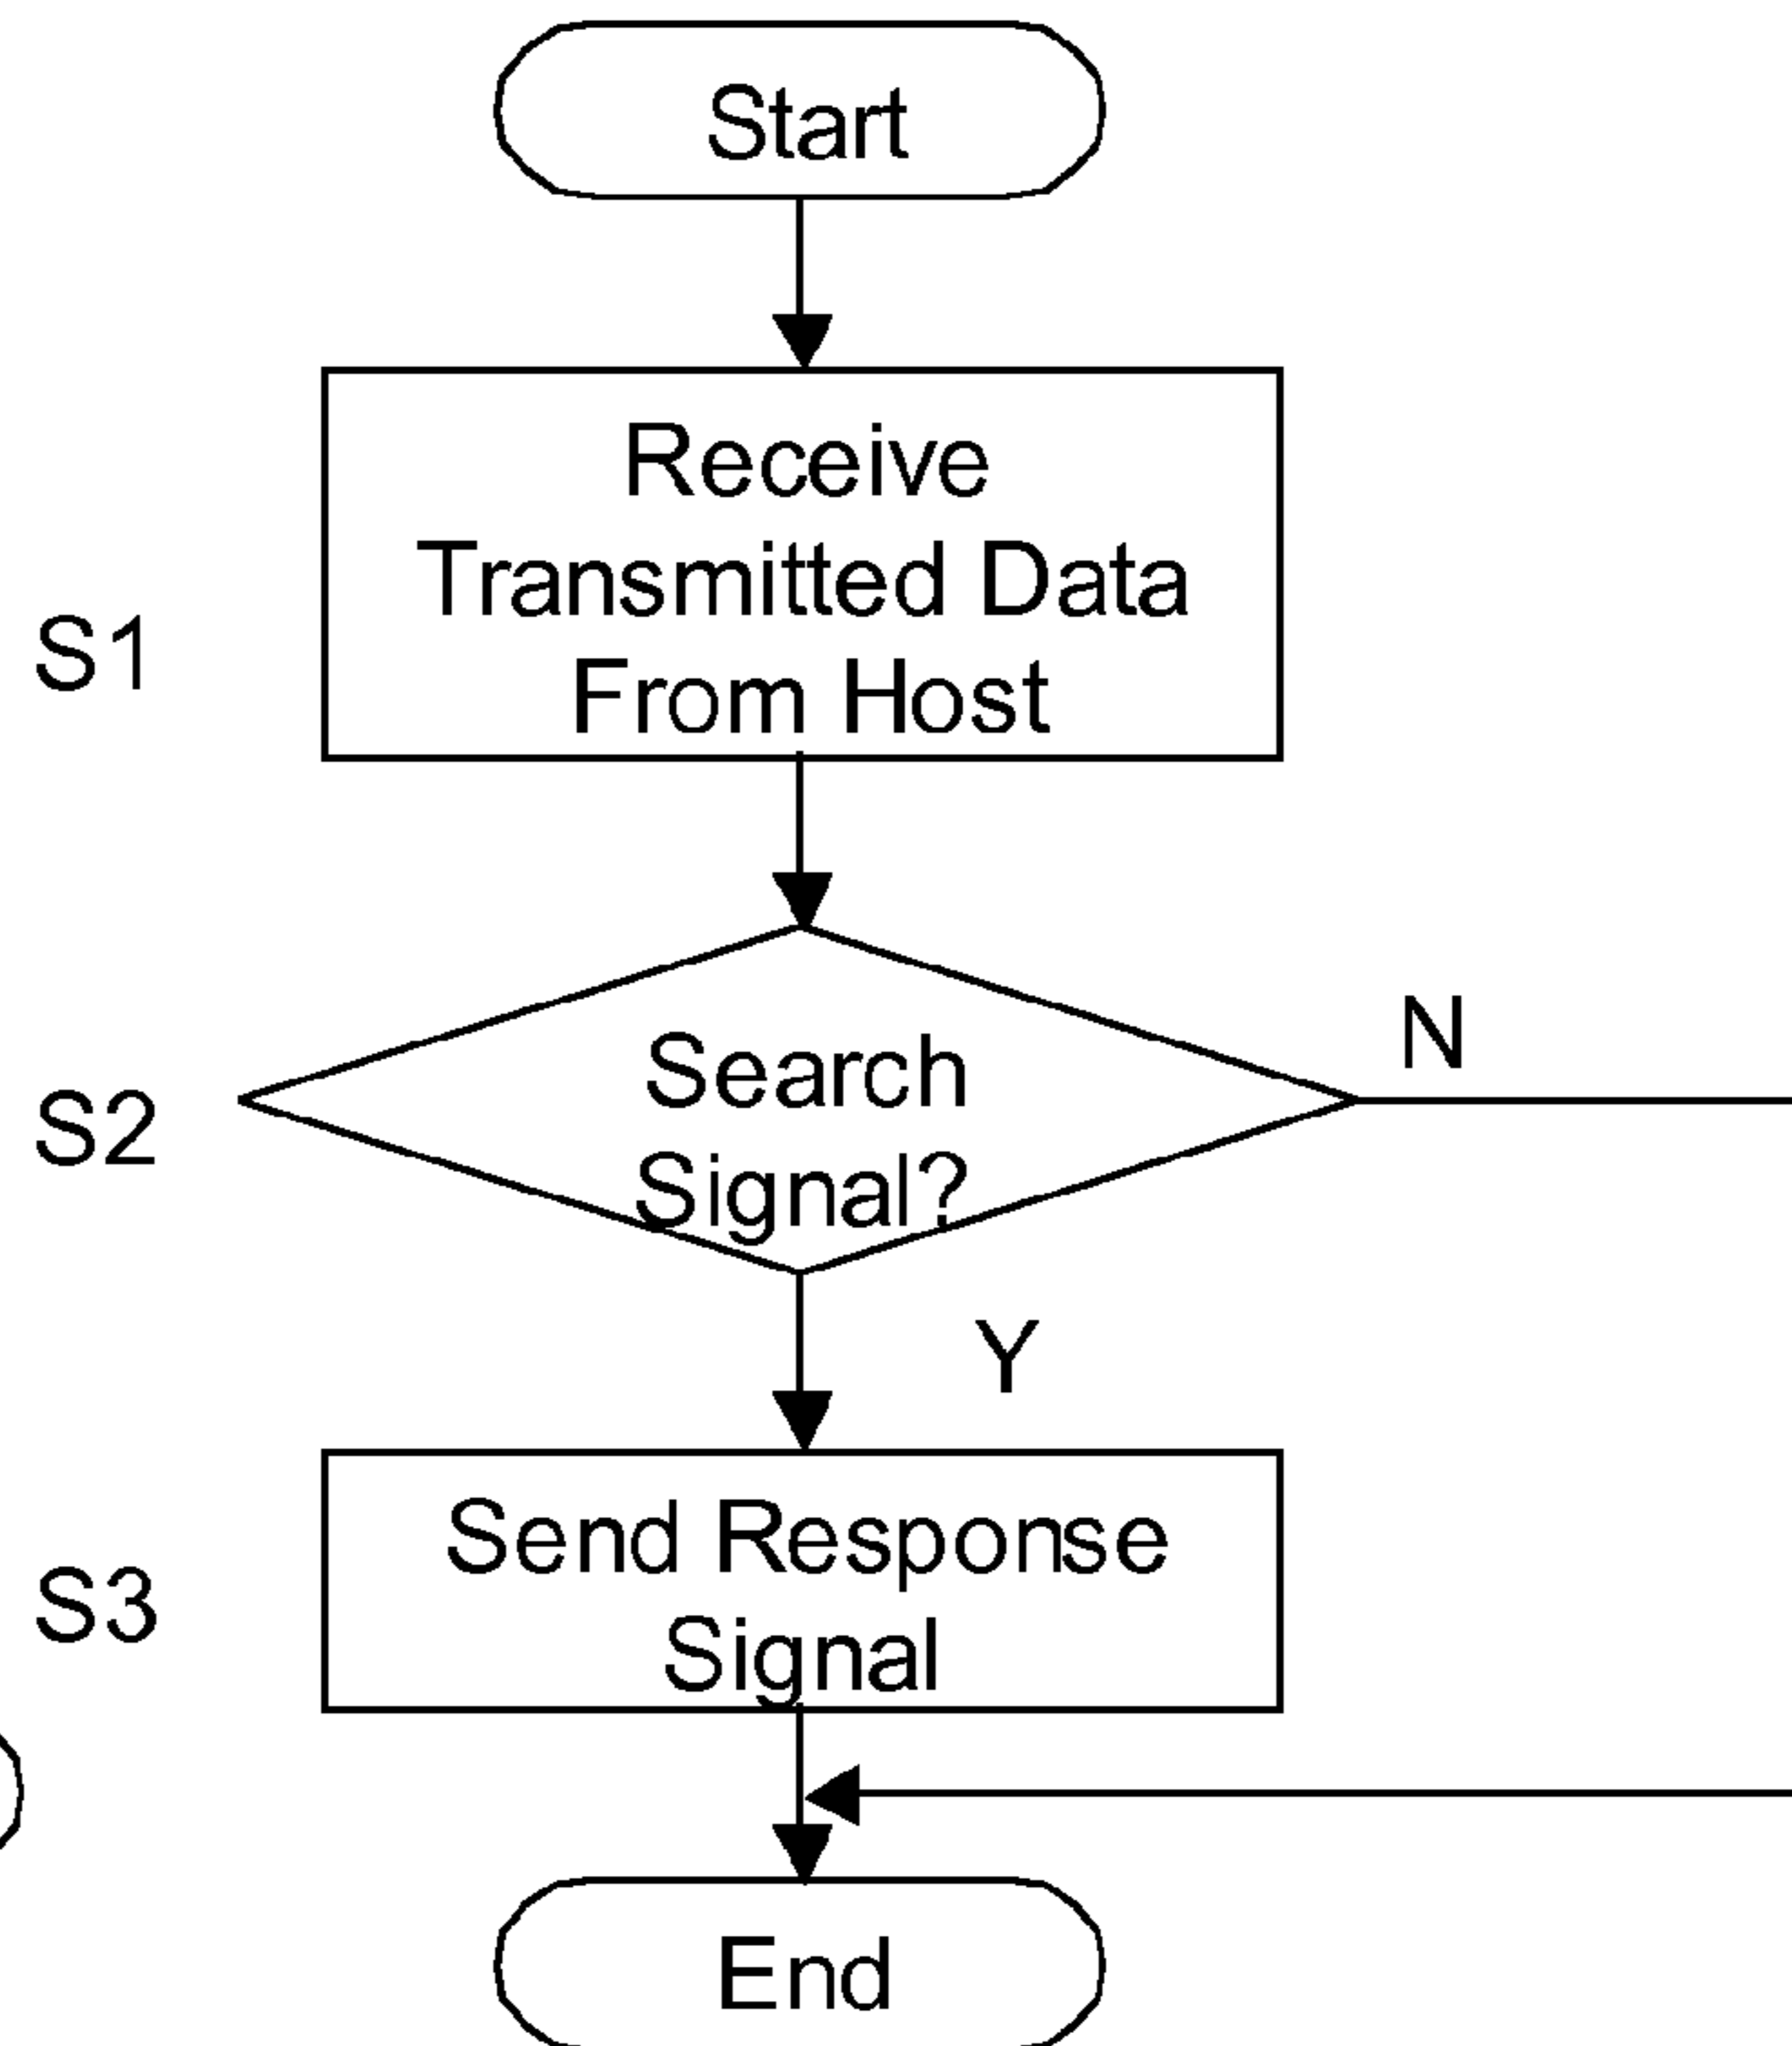 Start
Receive
Transmitted Data
From Host
S1
Search
Signal?
N
S2
Y
Send Response
Signal
S3
End